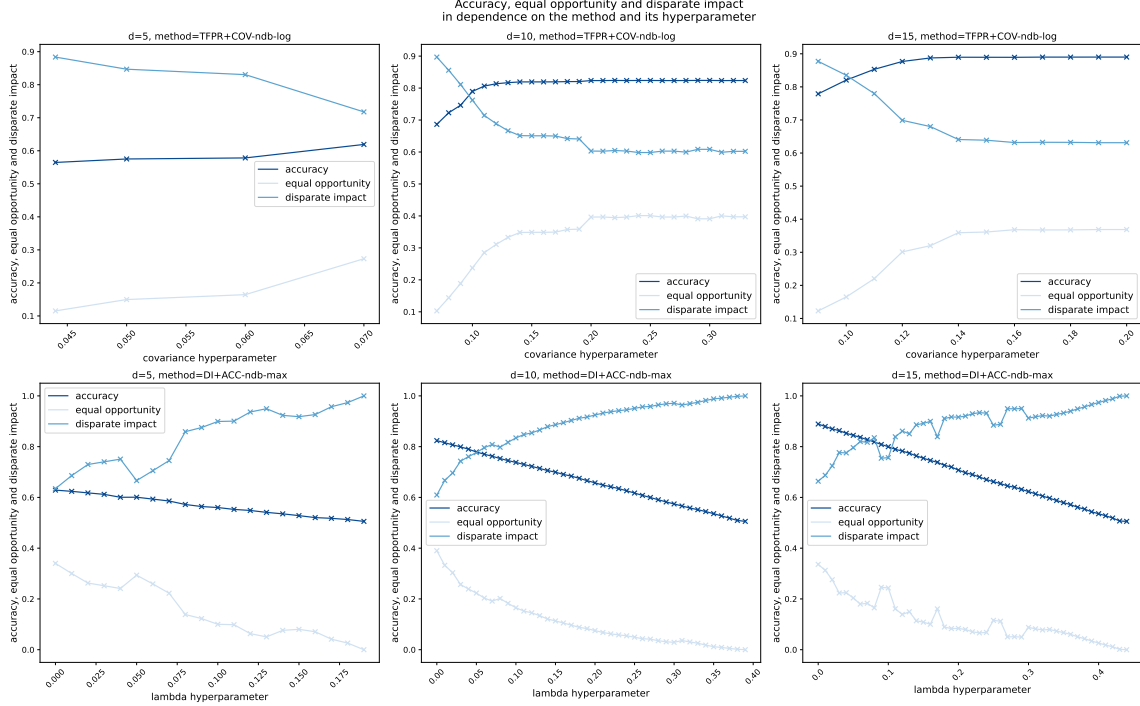 Accuracy, equal opportunity and disparate impact
in dependence on the method and its hyperparameter
d=5, method=TFPR+COV-ndb-log
accuracy, equal opportunity and disparate impact
0.9
0.8
0.7
0.6
0.5
0.4
0.3
0.2
0.1
accuracy
equal opportunity
disparate impact
0.045
0.050
0.055
0.060
0.065
0.070
covariance hyperparameter
d=10, method=TFPR+COV-ndb-log
accuracy, equal opportunity and disparate impact
0.9
0.8
0.7
0.6
0.5
0.4
0.3
0.2
0.1
accuracy
equal opportunity
disparate impact
0.10
0.15
0.20
0.25
0.30
covariance hyperparameter
d=15, method=TFPR+COV-ndb-log
accuracy, equal opportunity and disparate impact
0.9
0.8
0.7
0.6
0.5
0.4
0.3
0.2
0.1
accuracy
equal opportunity
disparate impact
0.10
0.12
0.14
0.16
0.18
0.20
covariance hyperparameter
d=5, method=DI+ACC-ndb-max
accuracy, equal opportunity and disparate impact
1.0
0.8
0.6
0.4
0.2
0.0
accuracy
equal opportunity
disparate impact
0.000
0.025
0.050
0.075
0.100
0.125
0.150
0.175
lambda hyperparameter
d=10, method=DI+ACC-ndb-max
accuracy, equal opportunity and disparate impact
1.0
0.8
0.6
0.4
0.2
0.0
accuracy
equal opportunity
disparate impact
0.00
0.05
0.10
0.15
0.20
0.25
0.30
0.35
0.40
lambda hyperparameter
d=15, method=DI+ACC-ndb-max
accuracy, equal opportunity and disparate impact
1.0
0.8
0.6
0.4
0.2
0.0
accuracy
equal opportunity
disparate impact
0.0
0.1
0.2
0.3
0.4
lambda hyperparameter